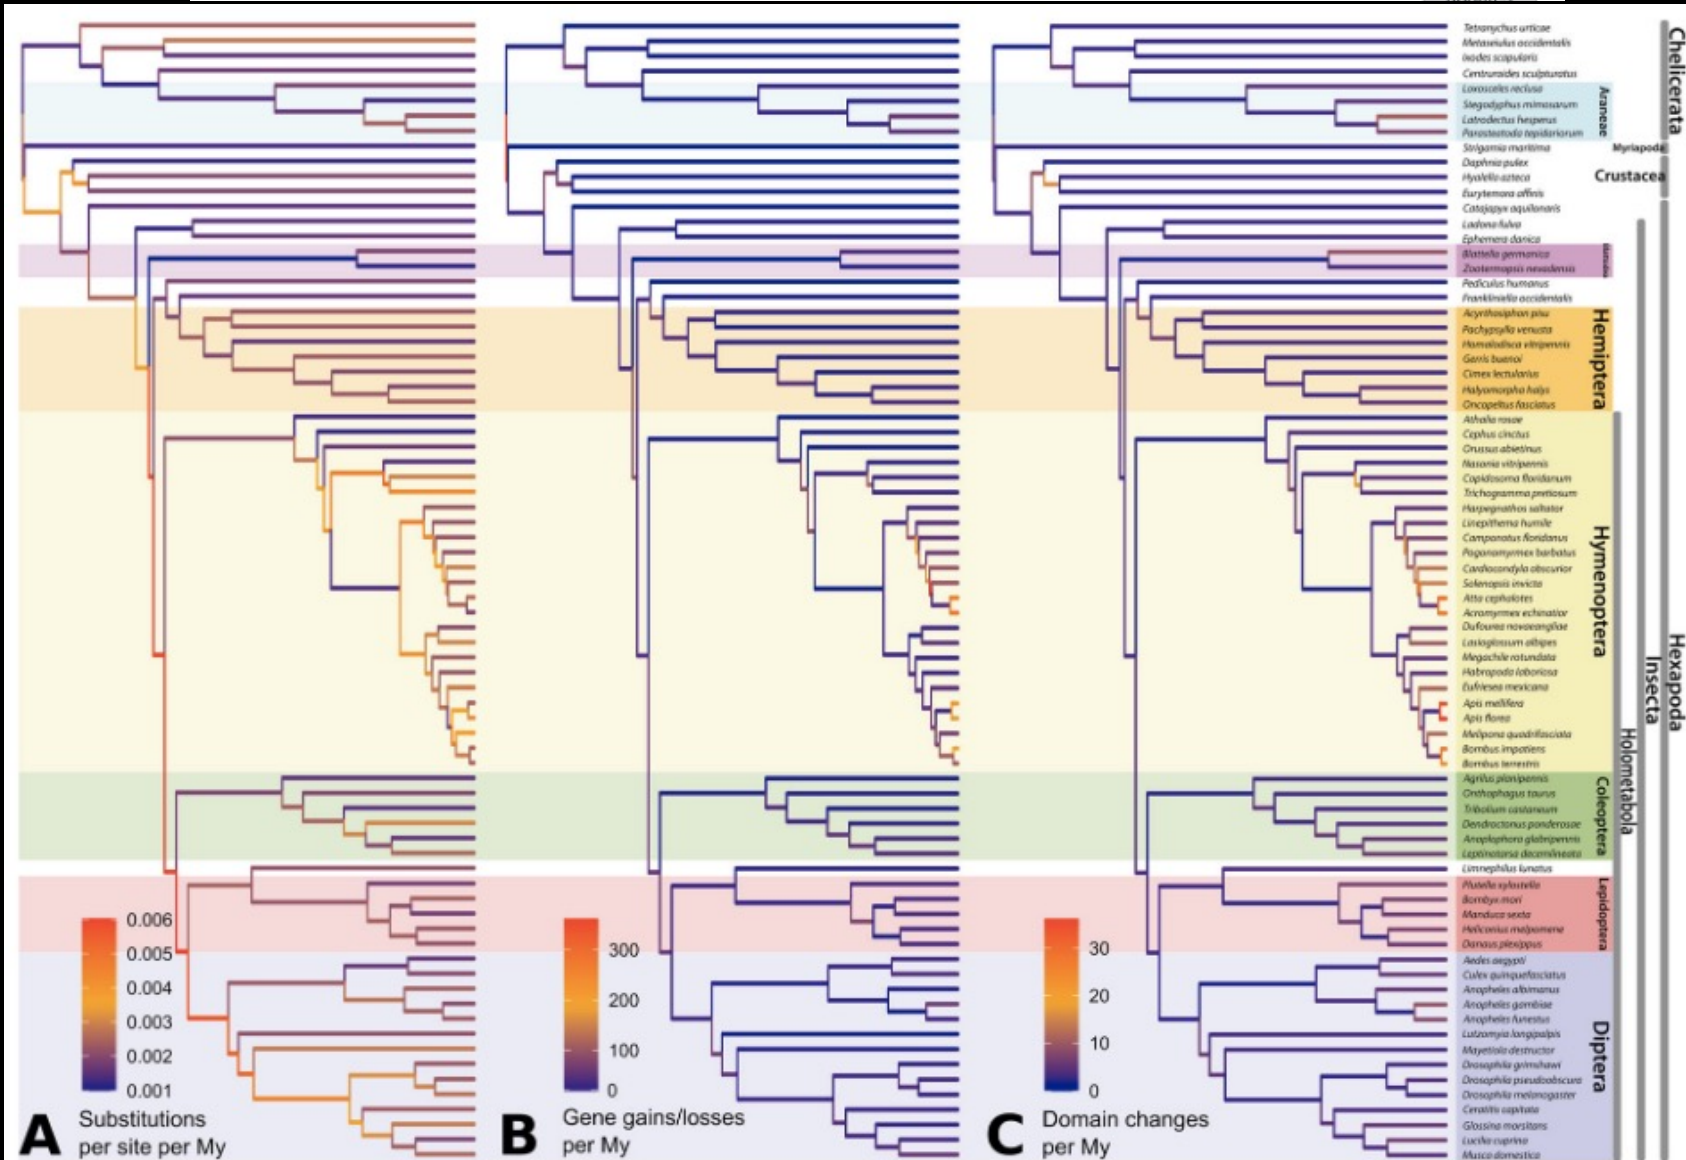 Tetranychus urticae
Metaseiulus occidentalis
Ixodes scapularis
Centruroides sculpturatus
Loxosceles reclusa
Stegodyphus mimosarum
Latrodectus hesperus
Parasteatoda tepidariorum
Araneae
Chelicerata
Strigamia maritima
Myriapoda
Daphnia pulex
Hyalella azteca
Eurytemora affinis
Crustacea
Catajapyx aquilonaris
Ladona fulva
Ephemera danica
Blattella germanica
Zootermopsis nevadensis
Pediculus humanus
Frankliniella occidentalis
Acyrthosiphon pisu
Pachypsylla venusta
Homalodisca vitripennis
Gerris buenoi
Cimex lectularius
Halyomorpha halys
Oncopeltus fasciatus
Hemiptera
Athalia rosae
Cephus cinctus
Orussus abietinus
Nasonia vitripennis
Copidosoma floridanum
Trichogramma pretiosum
Harpegnathos saltator
Linepithema humile
Camponotus floridanus
Pogonomyrmex barbatus
Cardiocondyla obscurior
Solenopsis invicta
Atta cephalotes
Acromyrmex echinatior
Dufourea novaeangliae
Lasioglossum albipes
Megachile rotundata
Habropoda laboriosa
Eufriesea mexicana
Apis mellifera
Apis florea
Melipona quadrifasciata
Bombus impatiens
Bombus terrestris
Hymenoptera
Agrilus planipennis
Onthophagus taurus
Tribolium castaneum
Dendroctonus ponderosae
Anoplophora glabripennis
Leptinotarsa decemlineata
Coleoptera
Limnephilus lunatus
Plutella xylostella
Bombyx mori
Manduca sexta
Heliconius melpomene
Danaus plexippus
Lepidoptera
Aedes aegypti
Culex quinquefasciatus
Anopheles albimanus
Anopheles gambiae
Anopheles funestus
Lutzomyia longipalpis
Mayetiola destructor
Drosophila grimshawi
Drosophila pseudoobscura
Drosophila melanogaster
Ceratitis capitata
Glossina morsitans
Lucilia cuprina
Musca domestica
Diptera
Holometabola
Insecta
Hexapoda
0.006
0.005
0.004
0.003
0.002
0.001
A
Substitutions
per site per My
300
200
100
0
B
Gene gains/losses
per My
30
20
10
0
C
Domain changes
per My